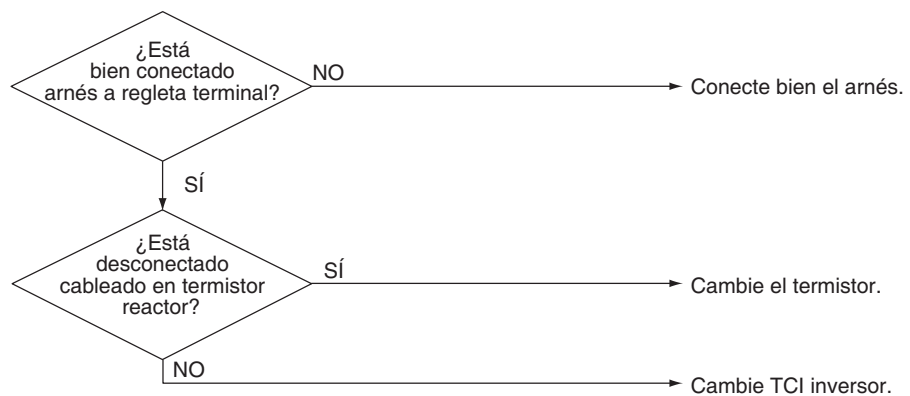 ¿Está
bien conectado
arnés a regleta terminal?
NO
Conecte bien el arnés.
SÍ
¿Está
desconectado
cableado en termistor
reactor?
SÍ
Cambie el termistor.
NO
Cambie TCI inversor.